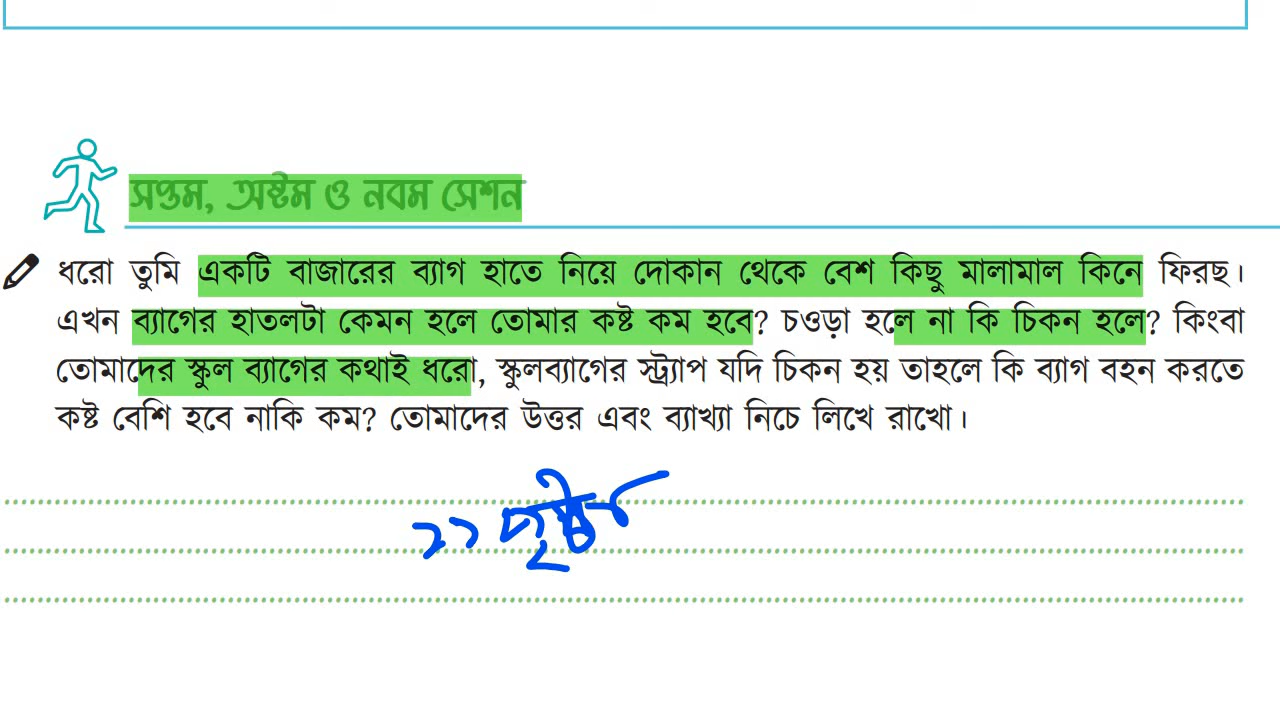 সপ্তম, অষ্টম ও নবম সেশন
ধরো তুমি একটি বাজারের ব্যাগ হাতে নিয়ে দোকান থেকে বেশ কিছু মালামাল কিনে ফিরছ।
এখন ব্যাগের হাতলটা কেমন হলে তোমার কষ্ট কম হবে? চওড়া হলে না কি চিকন হলে? কিংবা
তোমাদের স্কুল ব্যাগের কথাই ধরো, স্কুলব্যাগের স্ট্র্যাপ যদি চিকন হয় তাহলে কি ব্যাগ বহন করতে
কষ্ট বেশি হবে নাকি কম? তোমাদের উত্তর এবং ব্যাখ্যা নিচে লিখে রাখো।